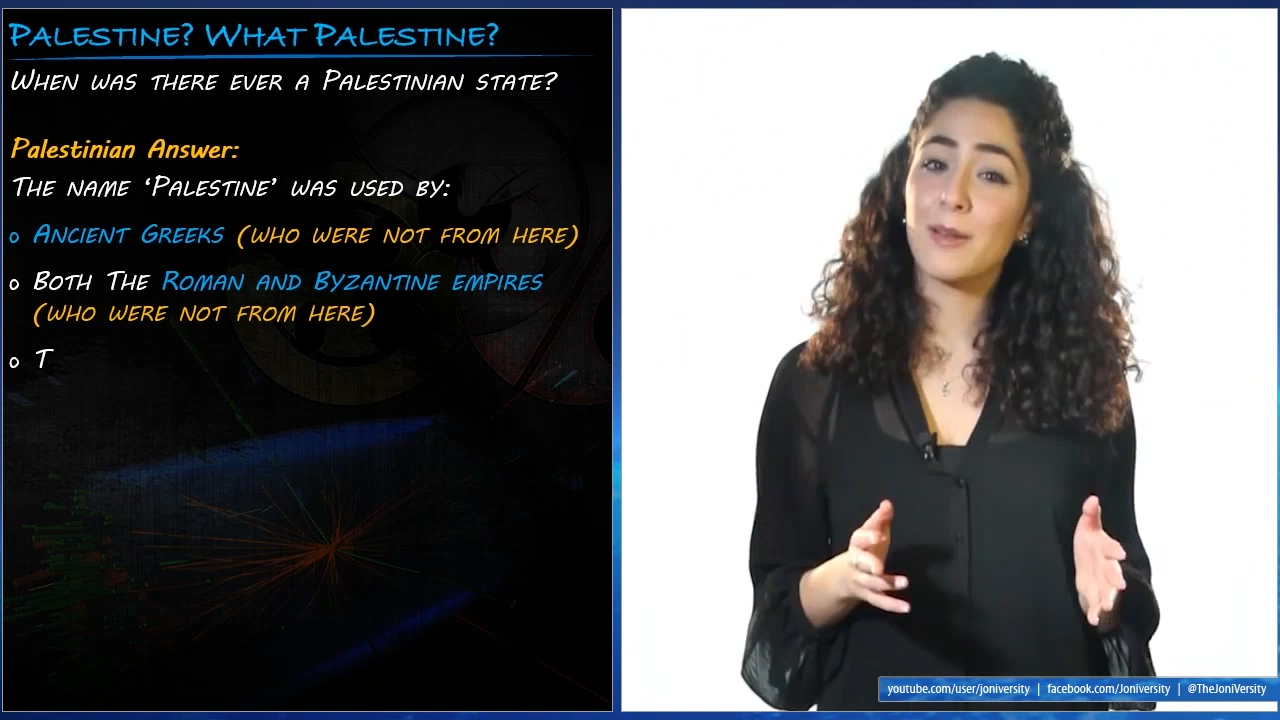 PALESTINE? WHAT PALESTINE?
WHEN WAS THERE EVER A PALESTINIAN STATE?
Palestinian Answer:
THE NAME ‘PALESTINE’ WAS USED BY:
o ANCIENT GREEKS (WHO WERE NOT FROM HERE)
o BOTH THE ROMAN AND BYZANTINE EMPIRES
(WHO WERE NOT FROM HERE)
o T
youtube.com/user/joniversity | facebook.com/Joniversity | @TheJoniVersity